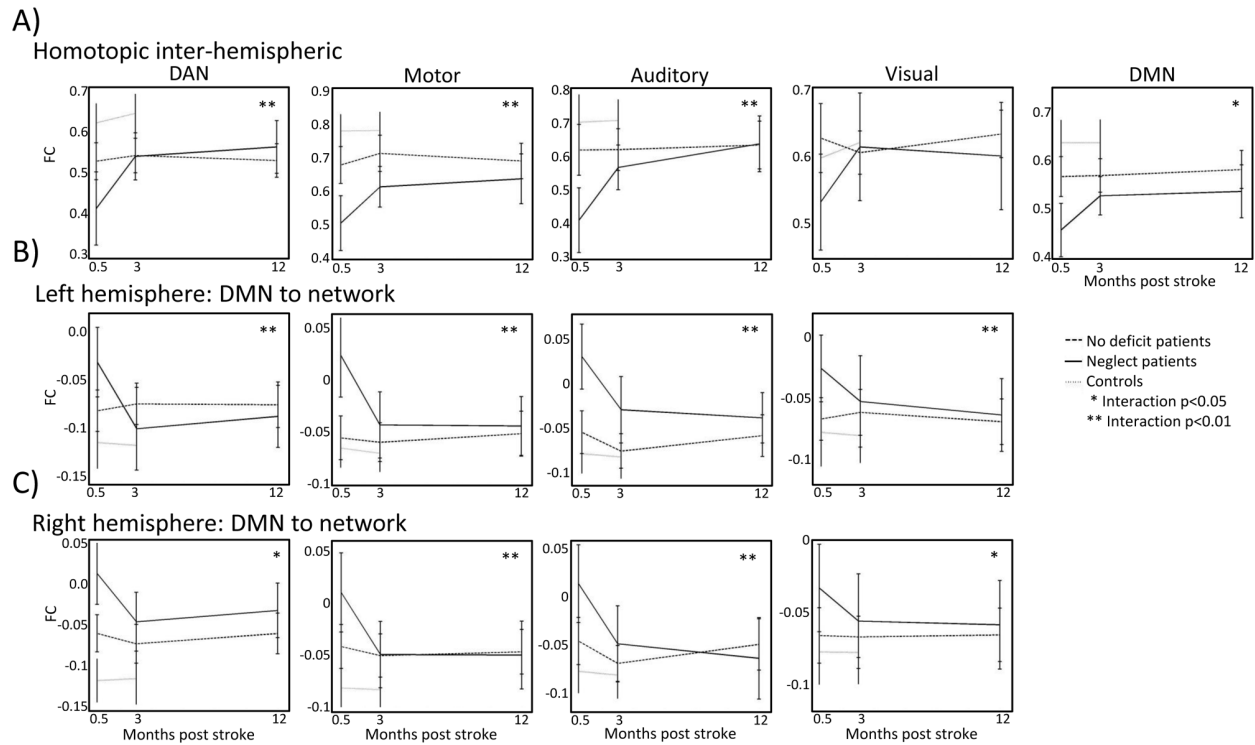 A)
Homotopic inter-hemispheric
DAN Motor Auditory Visual DMN
FC
0.7
0.6
0.5
0.4
0.3
0.5 3 12
**
0.9
0.8
0.7
0.6
0.5
0.4
0.5 3 12
**
0.8
0.7
0.6
0.5
0.4
0.3
0.5 3 12
**
0.7
0.6
0.5
0.5 3 12
0.7
0.6
0.5
0.4
0.5 3 12
*
Months post stroke
B)
Left hemisphere: DMN to network
FC
0.0
-0.05
-0.1
-0.15
0.5 3 12
**
0.05
0
-0.05
-0.1
0.5 3 12
**
0.05
0
-0.05
-0.1
0.5 3 12
**
0
-0.05
-0.1
0.5 3 12
**
No deficit patients
Neglect patients
Controls
* Interaction p<0.05
** Interaction p<0.01
C)
Right hemisphere: DMN to network
FC
0.05
0.0
-0.05
-0.1
-0.15
0.5 3 12
*
Months post stroke
0.05
0
-0.05
-0.1
0.5 3 12
**
Months post stroke
0.05
0
-0.05
-0.1
0.5 3 12
**
Months post stroke
0
-0.05
-0.1
0.5 3 12
*
Months post stroke